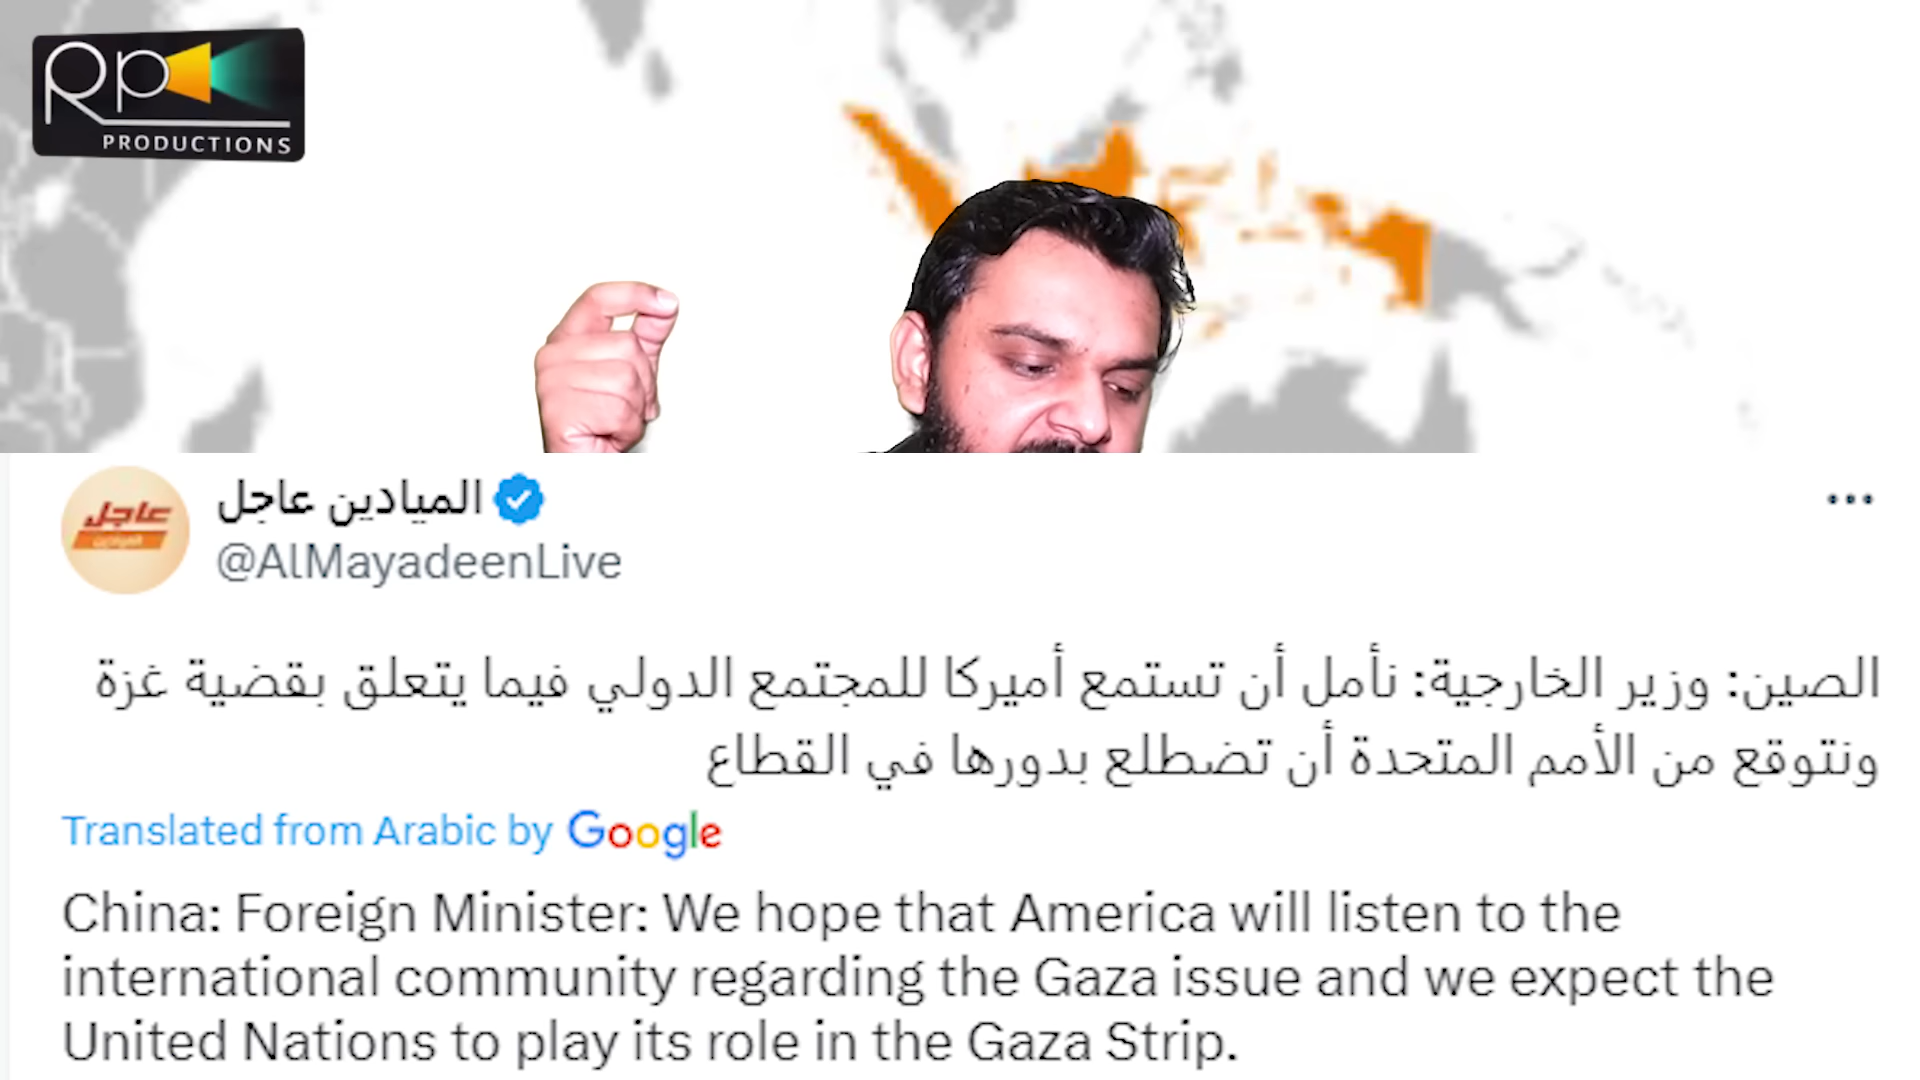 Rp
PRODUCTIONS
الميادين عاجل
@AlMayadeenLive
عاجل
الميادين
الصين: وزير الخارجية: نأمل أن تستمع أميركا للمجتمع الدولي فيما يتعلق بقضية غزة
ونتوقع من الأمم المتحدة أن تضطلع بدورها في القطاع
Translated from Arabic by Google
China: Foreign Minister: We hope that America will listen to the
international community regarding the Gaza issue and we expect the
United Nations to play its role in the Gaza Strip.